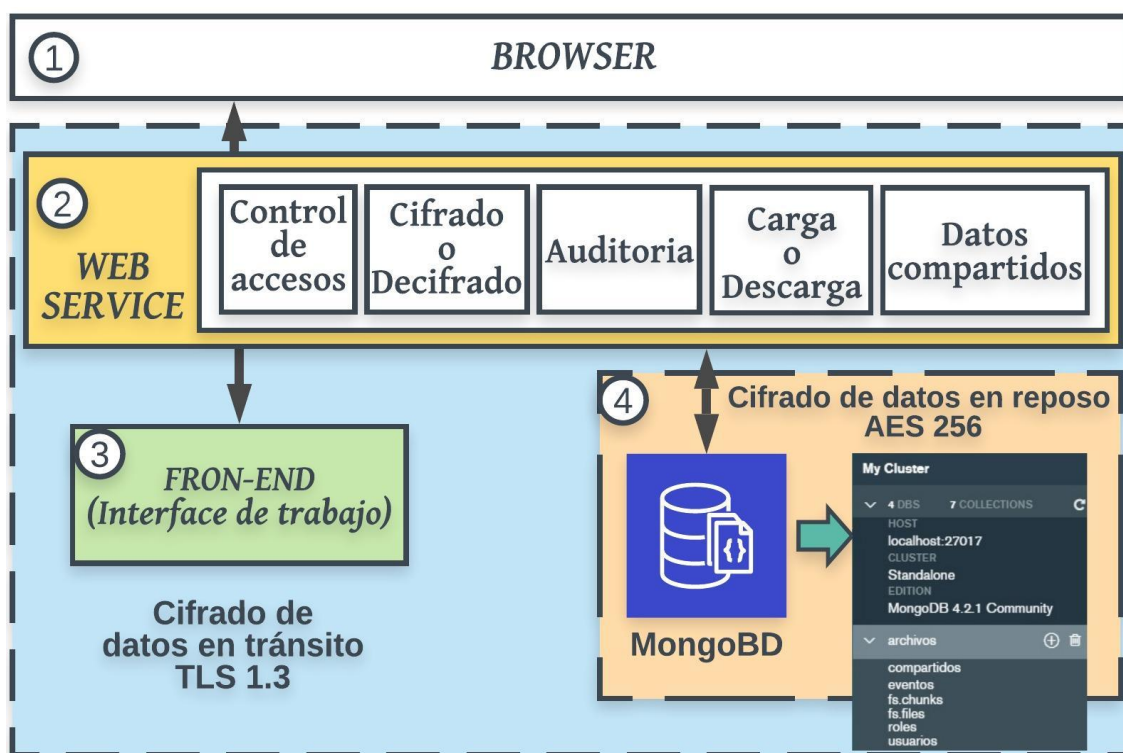 1
BROWSER
2
WEB
SERVICE
Control
de
accesos
Cifrado
o
Decifrado
Auditoria
Carga
o
Descarga
Datos
compartidos
3
FRON-END
(Interface de trabajo)
Cifrado de
datos en tránsito
TLS 1.3
4
Cifrado de datos en reposo
AES 256
MongoBD
My Cluster
4 DBS 7 COLLECTIONS
HOST
localhost:27017
CLUSTER
Standalone
EDITION
MongoDB 4.2.1 Community
archivos
compartidos
eventos
fs.chunks
fs.files
roles
usuarios